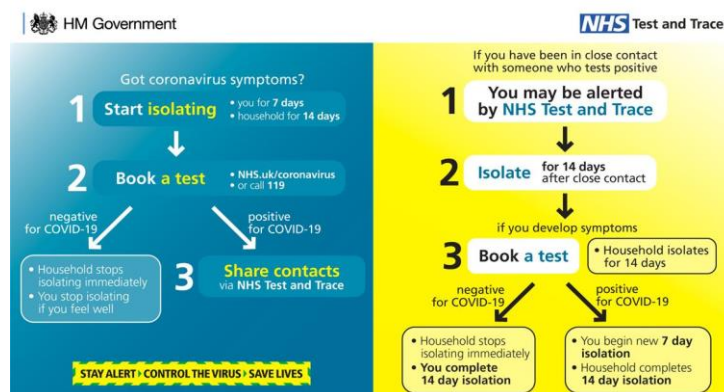 HM Government
NHS Test and Trace
Got coronavirus symptoms?
1 Start isolating
• you for 7 days
• household for 14 days
2 Book a test
• NHS.uk/coronavirus
• or call 119
negative
for COVID-19
positive
for COVID-19
• Household stops
isolating immediately
• You stop isolating
if you feel well
3 Share contacts
via NHS Test and Trace
STAY ALERT > CONTROL THE VIRUS > SAVE LIVES
If you have been in close contact
with someone who tests positive
1 You may be alerted
by NHS Test and Trace
2 Isolate
for 14 days
after close contact
if you develop symptoms
3 Book a test
• Household isolates
for 14 days
negative
for COVID-19
positive
for COVID-19
• Household stops
isolating immediately
• You complete
14 day isolation
• You begin new 7 day
isolation
• Household completes
14 day isolation